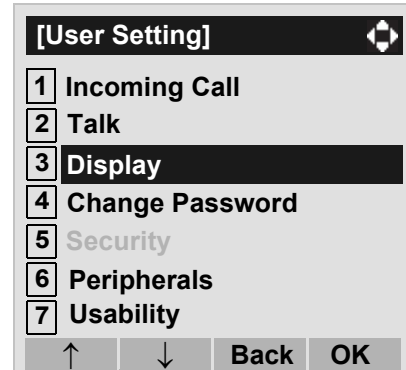 [User Setting]
1 Incoming Call
2 Talk
3 Display
4 Change Password
5 Security
6 Peripherals
7 Usability
↑ ↓ Back OK